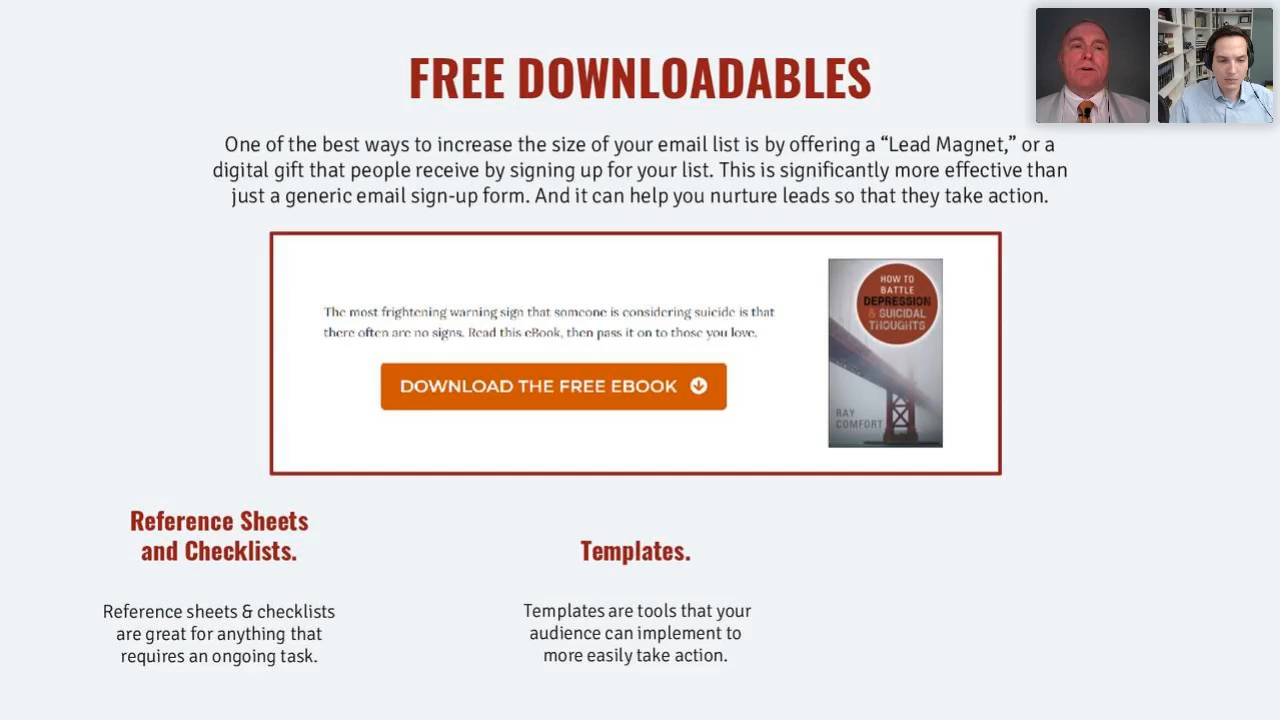 FREE DOWNLOADABLES
One of the best ways to increase the size of your email list is by offering a “Lead Magnet,” or a
digital gift that people receive by signing up for your list. This is significantly more effective than
just a generic email sign-up form. And it can help you nurture leads so that they take action.
The most frightening warning sign that someone is considering suicide is that
there often are no signs. Read this eBook, then pass it on to those you love.
DOWNLOAD THE FREE EBOOK
HOW TO
BATTLE
DEPRESSION
& SUICIDAL
THOUGHTS
RAY
COMFORT
Reference Sheets
and Checklists.
Reference sheets & checklists
are great for anything that
requires an ongoing task.
Templates.
Templates are tools that your
audience can implement to
more easily take action.